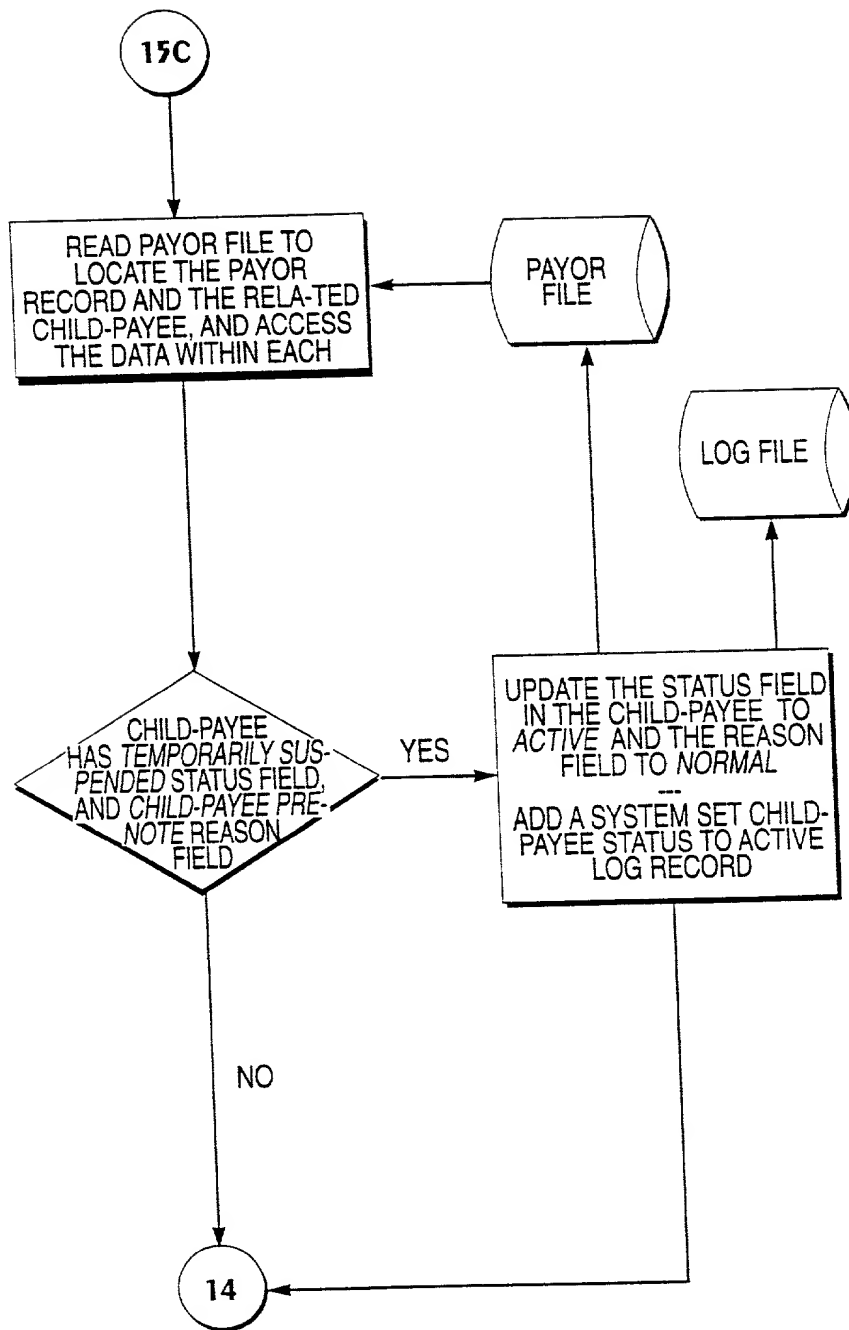 15C
READ PAYOR FILE TO
LOCATE THE PAYOR
RECORD AND THE RELA-TED
CHILD-PAYEE, AND ACCESS
THE DATA WITHIN EACH
PAYOR
FILE
LOG FILE
CHILD-PAYEE
HAS TEMPORARILY SUS-
PENDED STATUS FIELD,
AND CHILD-PAYEE PRE-
NOTE REASON
FIELD
YES
UPDATE THE STATUS FIELD
IN THE CHILD-PAYEE TO
ACTIVE AND THE REASON
FIELD TO NORMAL
---
ADD A SYSTEM SET CHILD-
PAYEE STATUS TO ACTIVE
LOG RECORD
NO
14